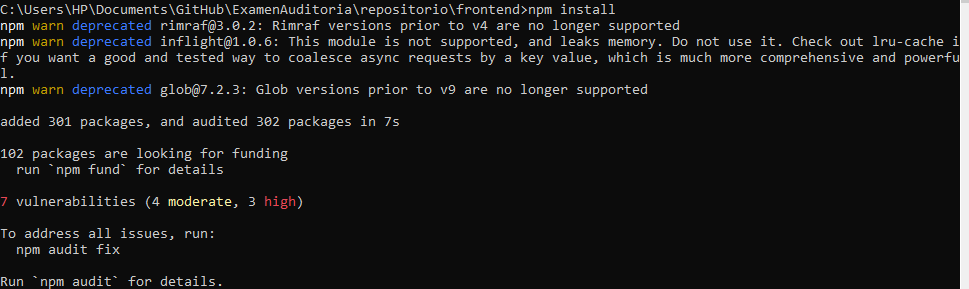 C:\Users\HP\Documents\GitHub\ExamenAuditoria\repositorio\frontend>npm install
npm warn deprecated rimraf@3.0.2: Rimraf versions prior to v4 are no longer supported
npm warn deprecated inflight@1.0.6: This module is not supported, and leaks memory. Do not use it. Check out lru-cache i
f you want a good and tested way to coalesce async requests by a key value, which is much more comprehensive and powerfu
l.
npm warn deprecated glob@7.2.3: Glob versions prior to v9 are no longer supported
added 301 packages, and audited 302 packages in 7s
102 packages are looking for funding
  run `npm fund` for details
7 vulnerabilities (4 moderate, 3 high)
To address all issues, run:
  npm audit fix
Run `npm audit` for details.